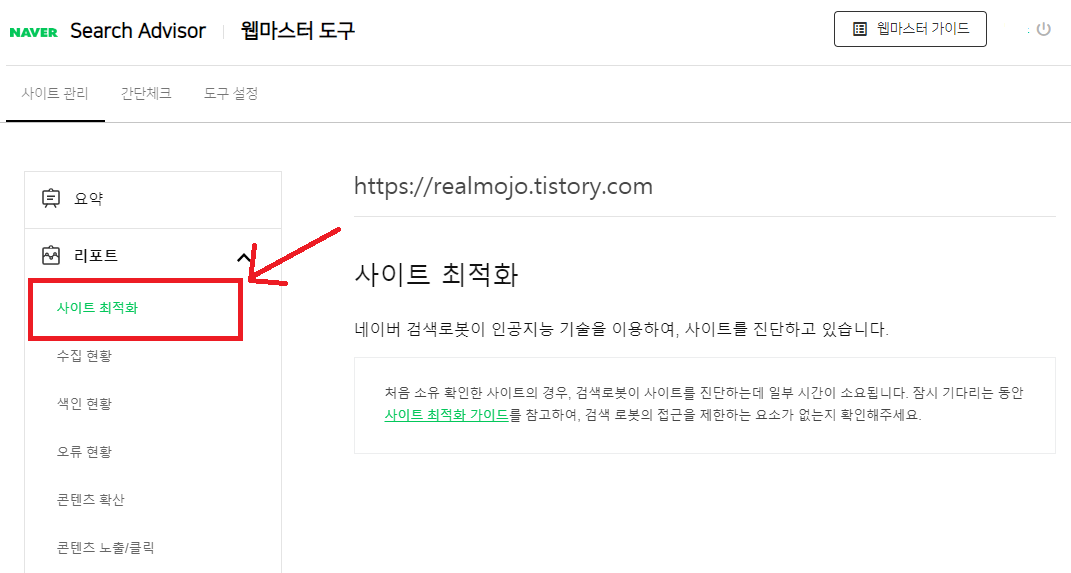 NAVER Search Advisor 웹마스터 도구
웹마스터 가이드
사이트 관리 간단체크 도구 설정
요약
리포트
사이트 최적화
수집 현황
색인 현황
오류 현황
콘텐츠 확산
콘텐츠 노출/클릭
https://realmojo.tistory.com
사이트 최적화
네이버 검색로봇이 인공지능 기술을 이용하여, 사이트를 진단하고 있습니다.
처음 소유 확인한 사이트의 경우, 검색로봇이 사이트를 진단하는데 일부 시간이 소요됩니다. 잠시 기다리는 동안
사이트 최적화 가이드를 참고하여, 검색 로봇의 접근을 제한하는 요소가 없는지 확인해주세요.